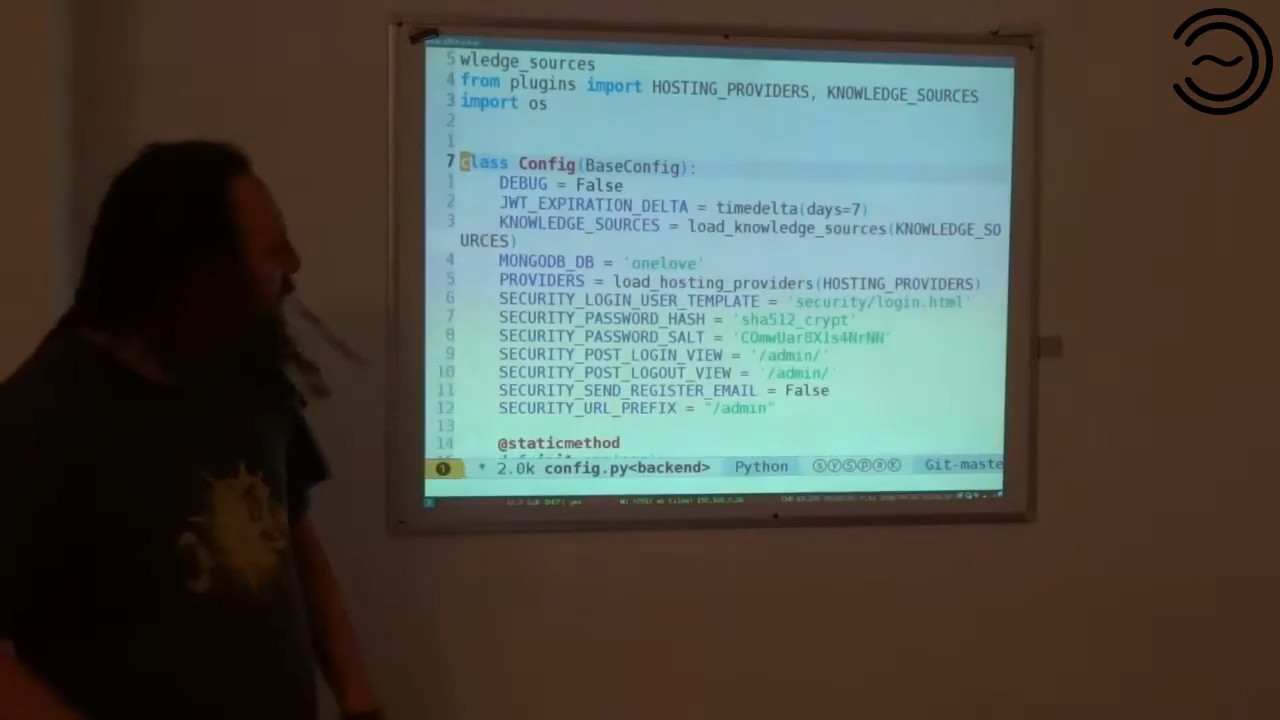 5 wledge_sources
4 from plugins import HOSTING_PROVIDERS, KNOWLEDGE_SOURCES
3 import os
2
1
7 class Config(BaseConfig):
1 DEBUG = False
2 JWT_EXPIRATION_DELTA = timedelta(days=7)
3 KNOWLEDGE_SOURCES = load_knowledge_sources(KNOWLEDGE_SO
URCES)
4 MONGODB_DB = 'onelove'
5 PROVIDERS = load_hosting_providers(HOSTING_PROVIDERS)
6 SECURITY_LOGIN_USER_TEMPLATE = 'security/login.html'
7 SECURITY_PASSWORD_HASH = 'sha512_crypt'
8 SECURITY_PASSWORD_SALT = 'COmwUar8X1s4NrNN'
9 SECURITY_POST_LOGIN_VIEW = '/admin/'
10 SECURITY_POST_LOGOUT_VIEW = '/admin/'
11 SECURITY_SEND_REGISTER_EMAIL = False
12 SECURITY_URL_PREFIX = "/admin"
13
14 @staticmethod
❶ * 2.0k config.py<backend> Python ⓢⓨⓢⓟⓐⓚ Git-maste